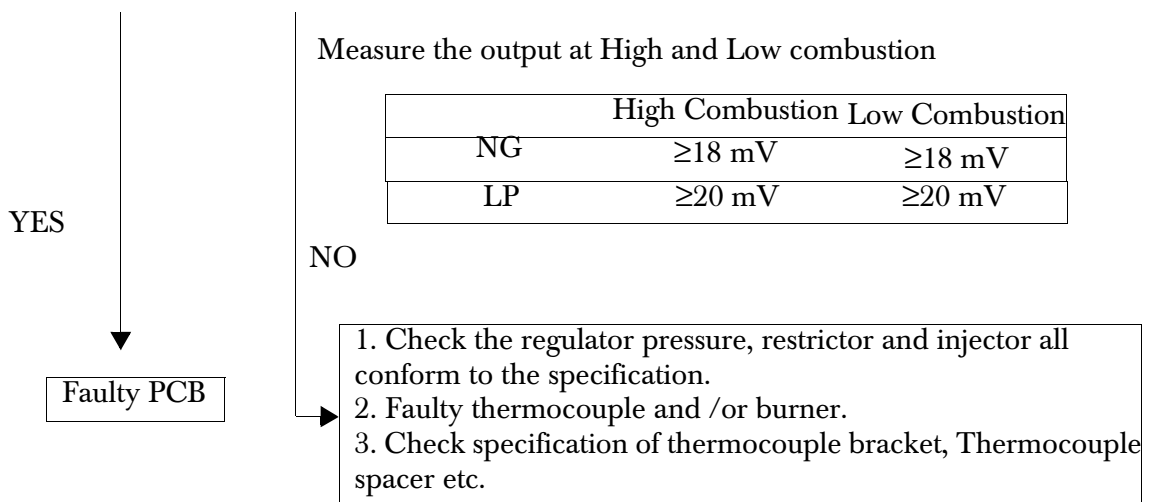 Measure the output at High and Low combustion
High Combustion Low Combustion
NG ≥18 mV ≥18 mV
LP ≥20 mV ≥20 mV
YES
NO
Faulty PCB
1. Check the regulator pressure, restrictor and injector all
conform to the specification.
2. Faulty thermocouple and /or burner.
3. Check specification of thermocouple bracket, Thermocouple
spacer etc.